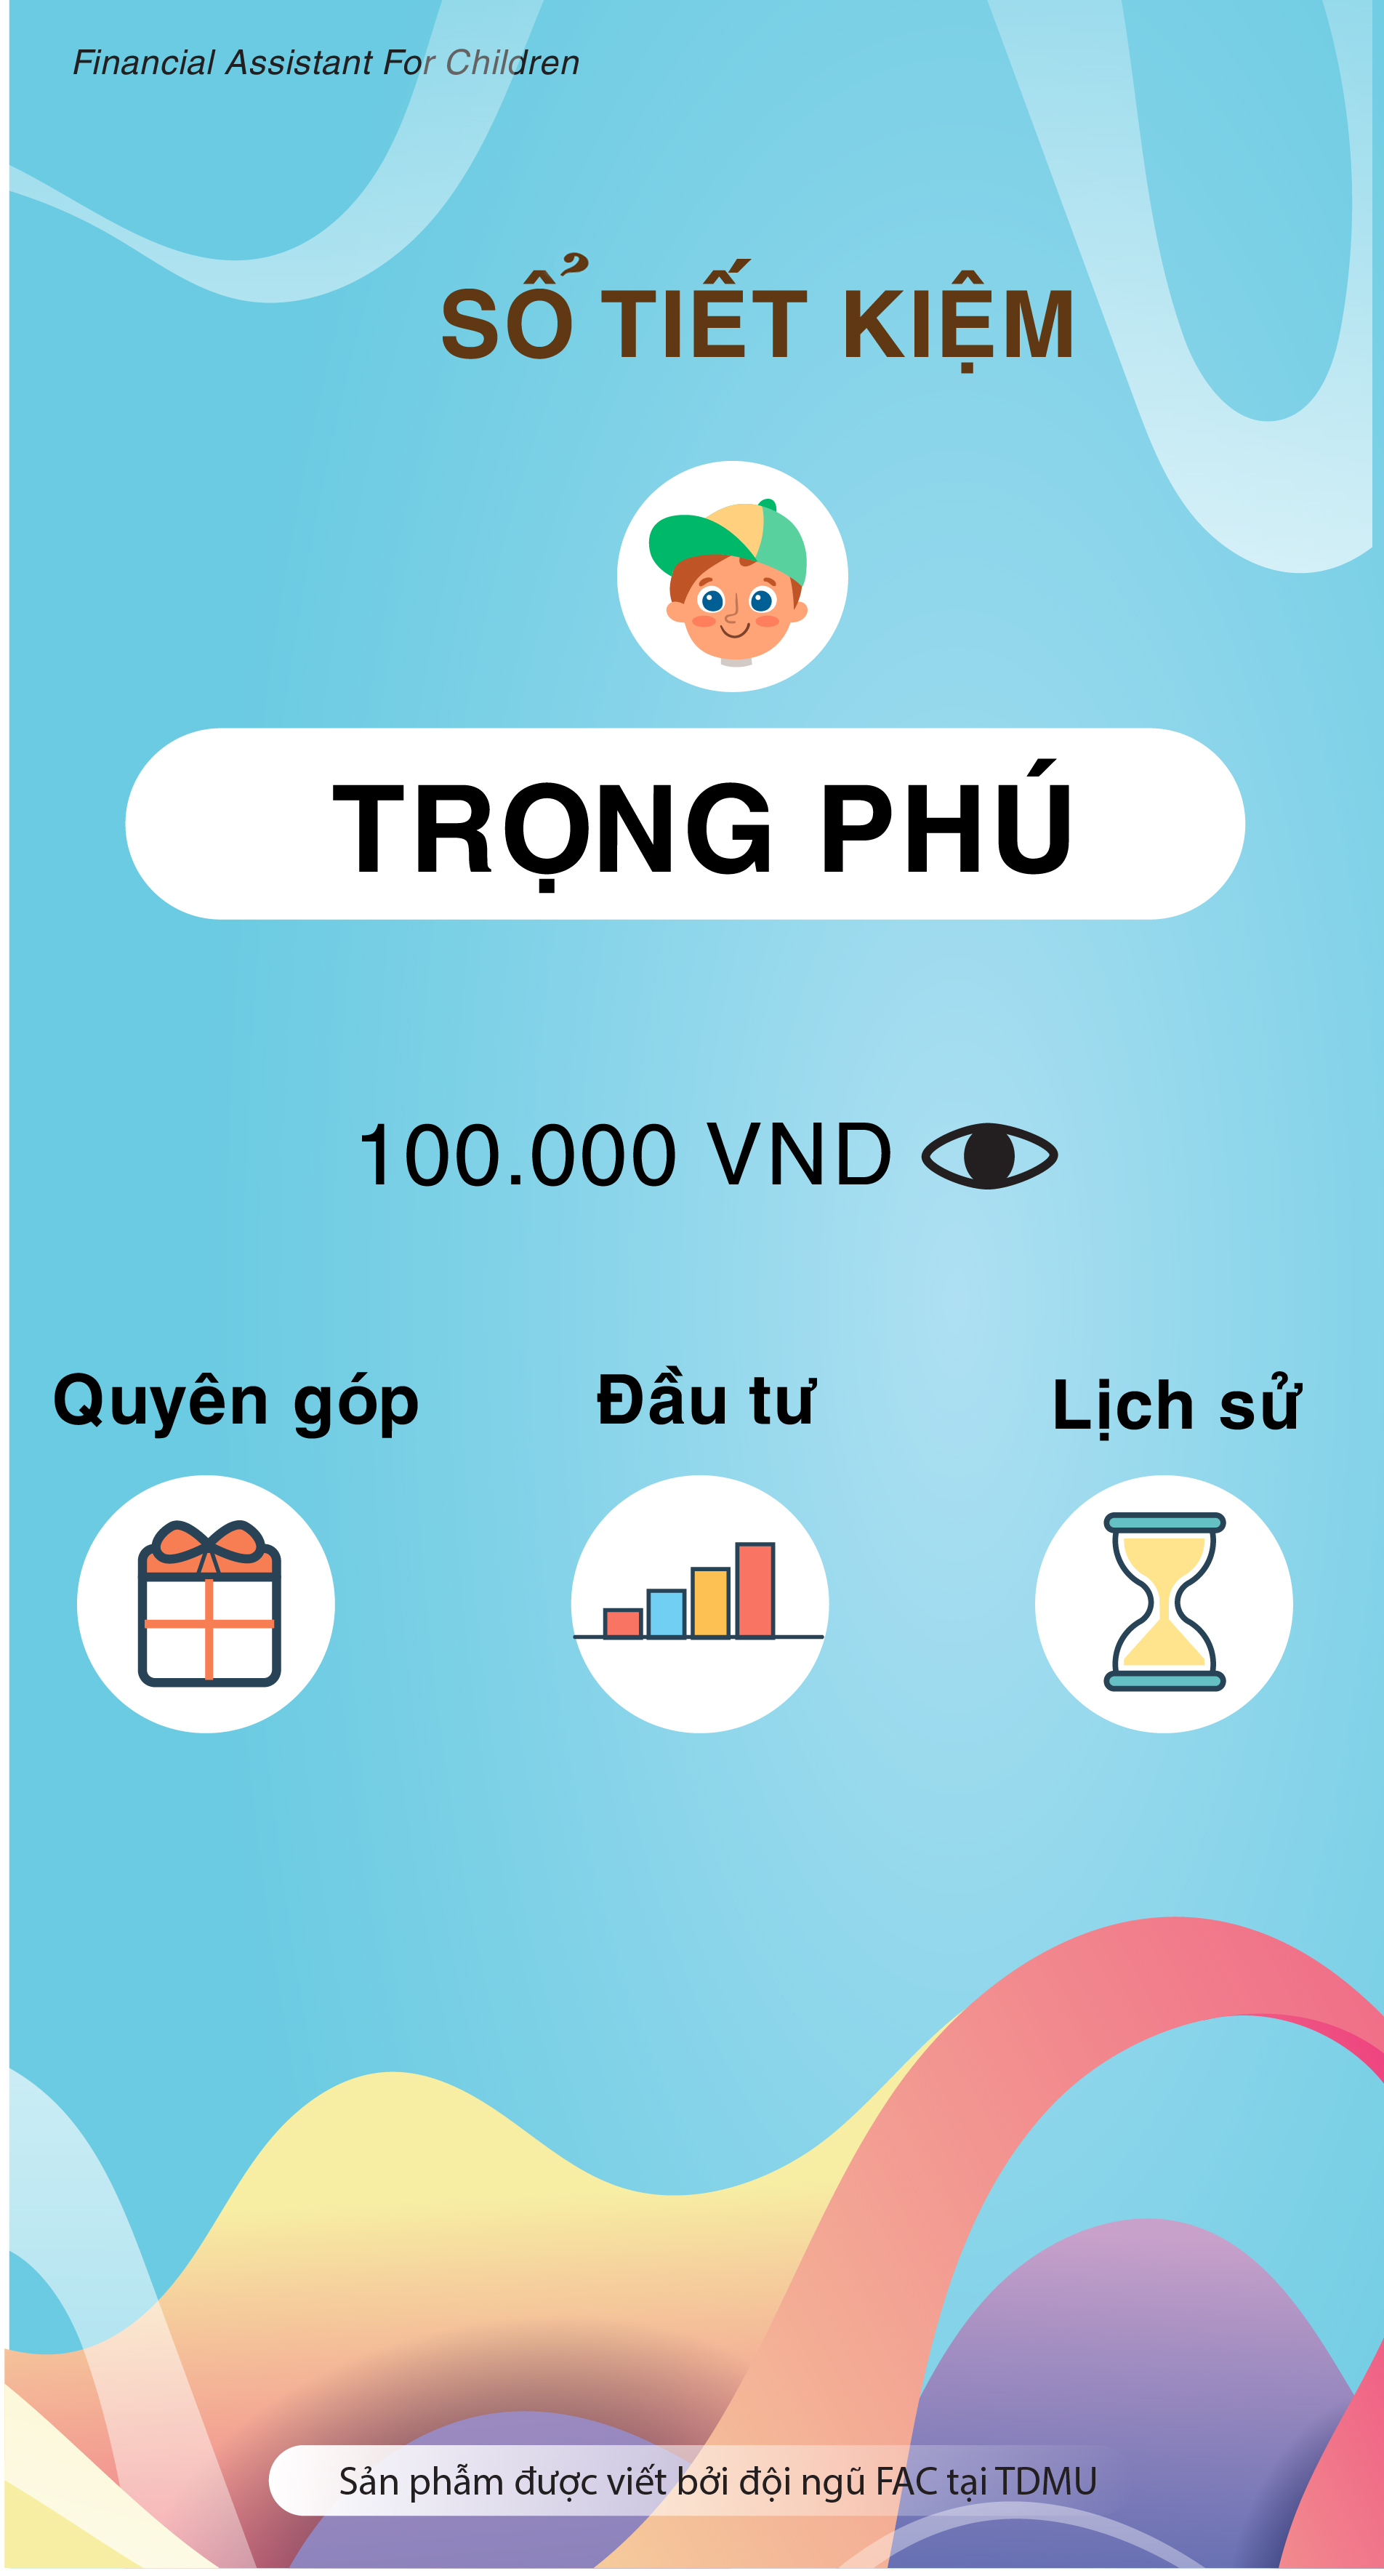 Financial Assistant For Children
SỔ TIẾT KIỆM
TRỌNG PHÚ
100.000 VND
Quyên góp
Đầu tư
Lịch sử
Sản phẫm được viết bởi đội ngũ FAC tại TDMU